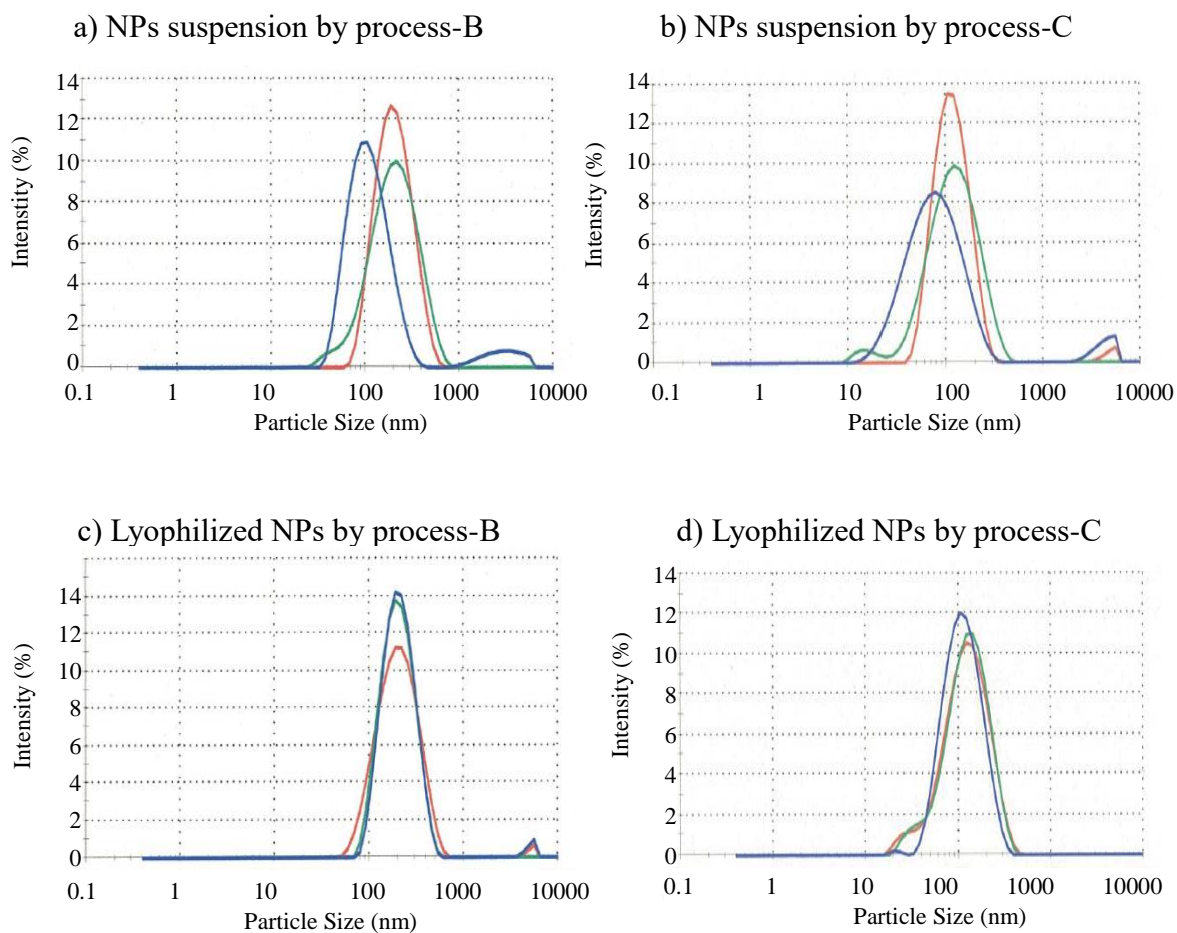 a) NPs suspension by process-B
b) NPs suspension by process-C
14
12
10
8
6
4
2
0
Intenstity (%)
0.1 1 10 100 1000 10000
Particle Size (nm)
14
12
10
8
6
4
2
0
Intensity (%)
0.1 1 10 100 1000 10000
Particle Size (nm)
c) Lyophilized NPs by process-B
d) Lyophilized NPs by process-C
14
12
10
8
6
4
2
0
Intensity (%)
0.1 1 10 100 1000 10000
Particle Size (nm)
14
12
10
8
6
4
2
0
Intensity (%)
0.1 1 10 100 1000 10000
Particle Size (nm)